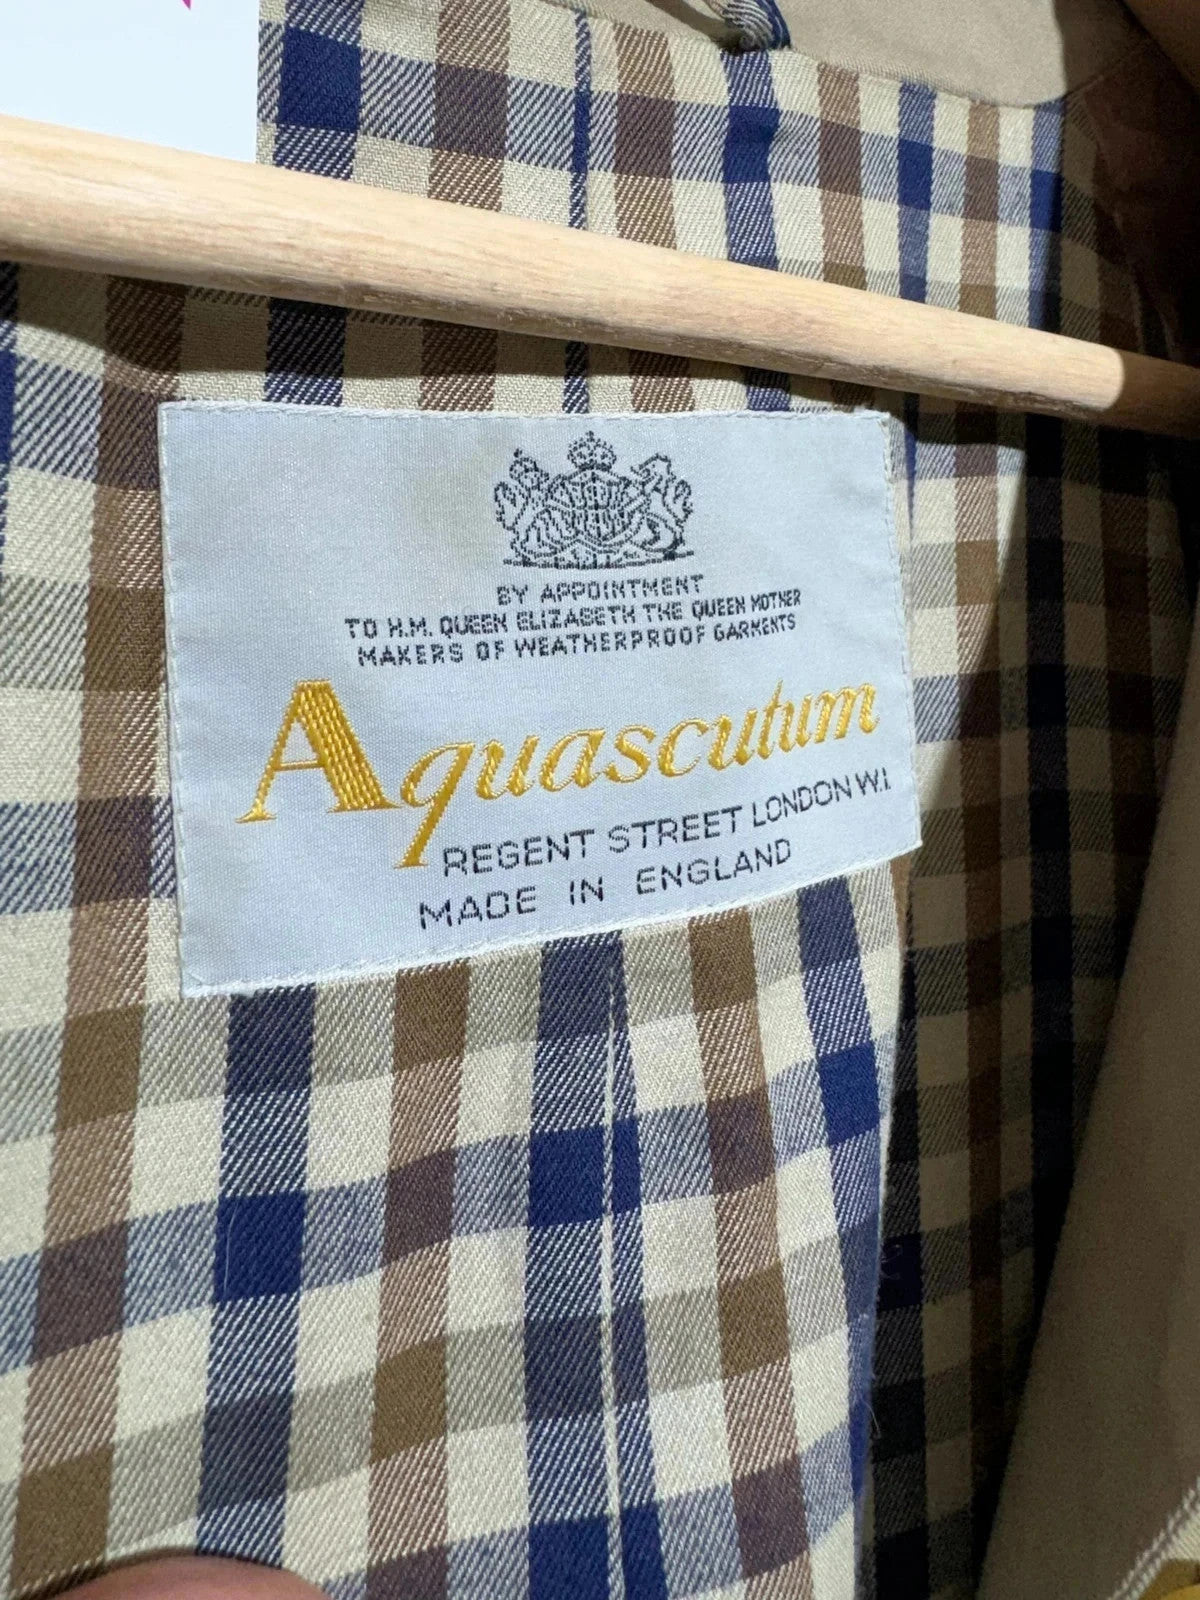 BY APPOINTMENT
TO H.M. QUEEN ELIZABETH THE QUEEN MOTHER
MAKERS OF WEATHERPROOF GARMENTS
Aquascutum
REGENT STREET LONDON W.1
MADE IN ENGLAND